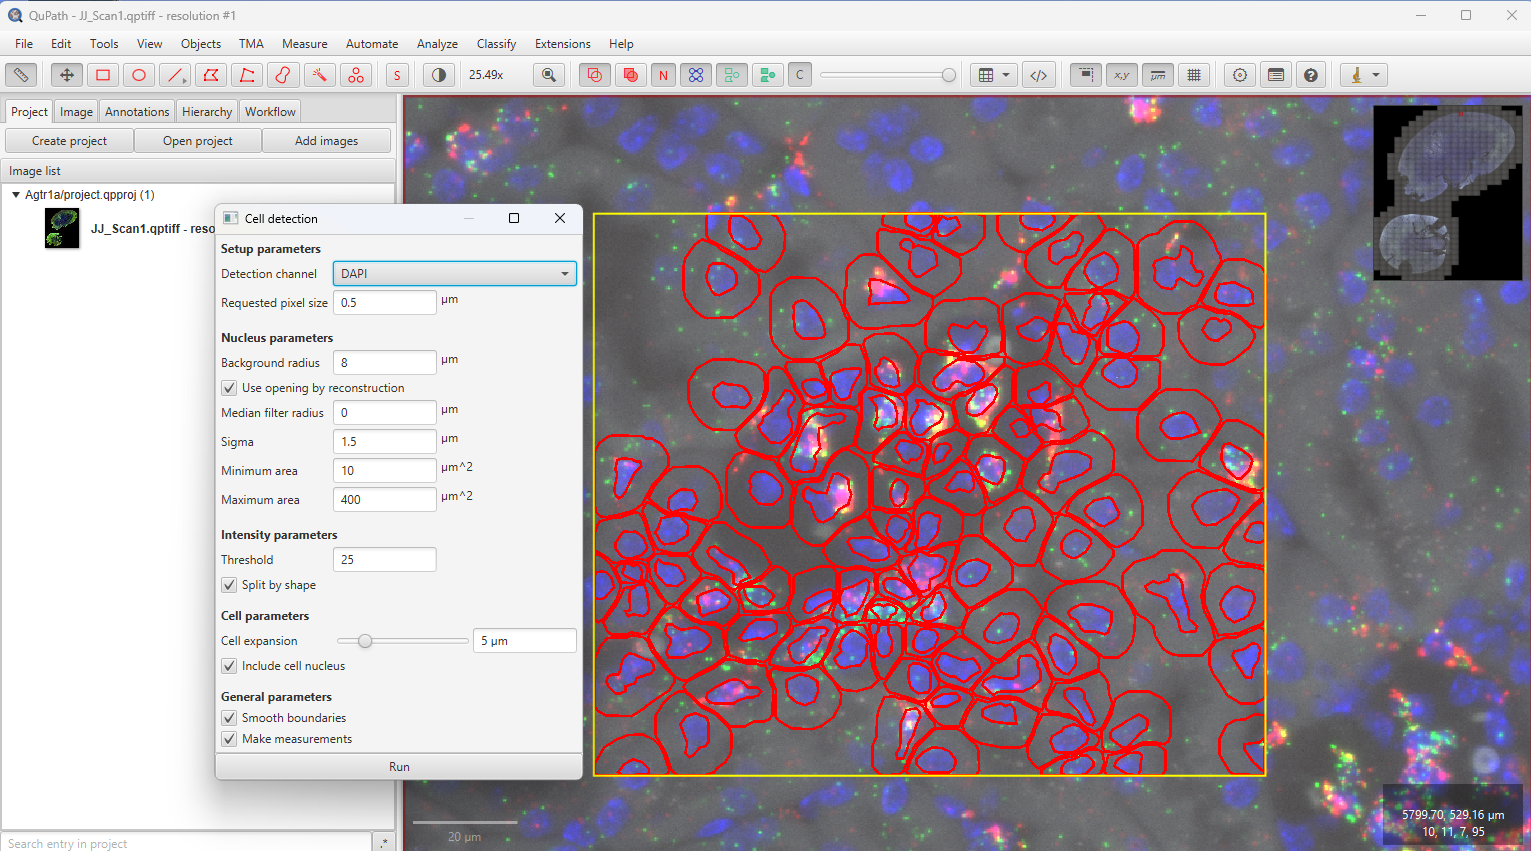 QuPath - JJ_Scan1.qptiff - resolution #1
File Edit Tools View Objects TMA Measure Automate Analyze Classify Extensions Help
S 25.49x N C x,y µm
Project Image Annotations Hierarchy Workflow
Create project Open project Add images
Image list
Agtr1a/project.qpproj (1)
JJ_Scan1.qptiff - reso
Cell detection
Setup parameters
Detection channel DAPI
Requested pixel size 0.5 µm
Nucleus parameters
Background radius 8 µm
Use opening by reconstruction
Median filter radius 0 µm
Sigma 1.5 µm
Minimum area 10 µm^2
Maximum area 400 µm^2
Intensity parameters
Threshold 25
Split by shape
Cell parameters
Cell expansion 5 µm
Include cell nucleus
General parameters
Smooth boundaries
Make measurements
Run
20 µm
5799.70, 529.16 µm
10, 11, 7, 95
Search entry in project .*